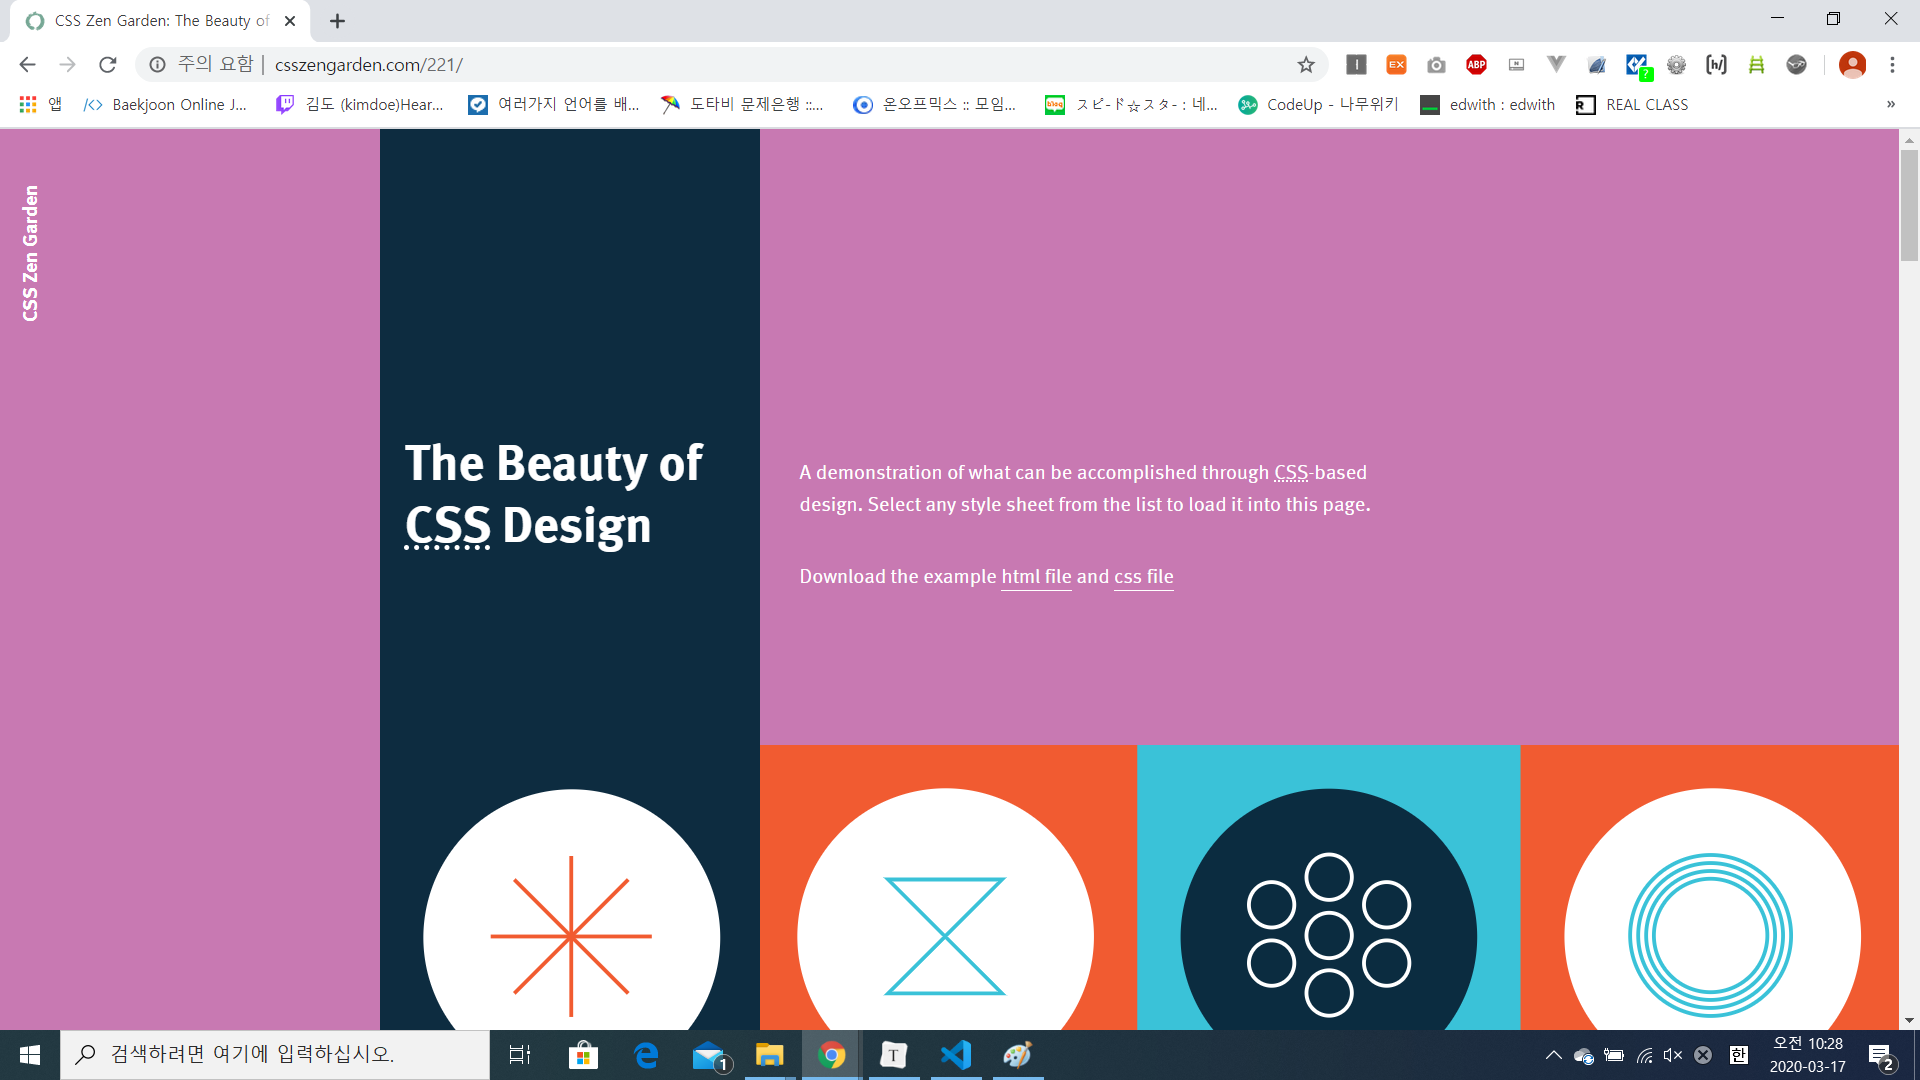 CSS Zen Garden: The Beauty of
주의 요함 | csszengarden.com/221/
EX
ABP
?
앱
Baekjoon Online J...
김도 (kimdoe)Hear...
여러가지 언어를 배...
도타비 문제은행 ::...
온오프믹스 :: 모임...
blog
スピ-ド☆スタ- : 네...
CodeUp - 나무위키
edwith : edwith
R
REAL CLASS
»
CSS Zen Garden
The Beauty of
CSS Design
A demonstration of what can be accomplished through CSS-based
design. Select any style sheet from the list to load it into this page.
Download the example html file and css file
검색하려면 여기에 입력하십시오.
1
T
한
오전 10:28
2020-03-17
2